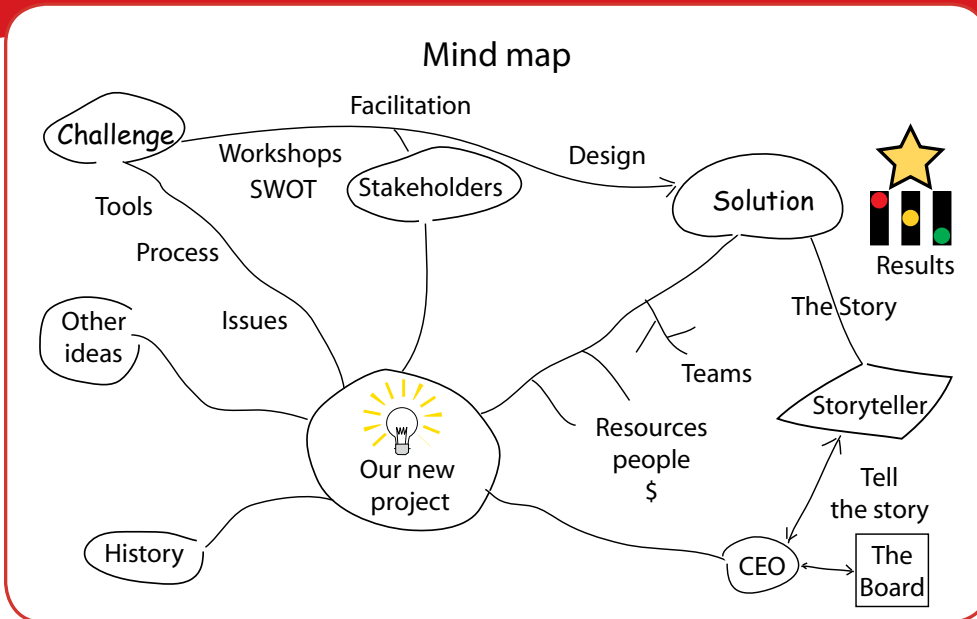 Mind map
Facilitation
Challenge
Workshops
SWOT
Design
Stakeholders
Solution
Tools
Process
Results
Other
ideas
Issues
The Story
Teams
Storyteller
Resources
people
$
Our new
project
Tell
the story
History
CEO
The
Board